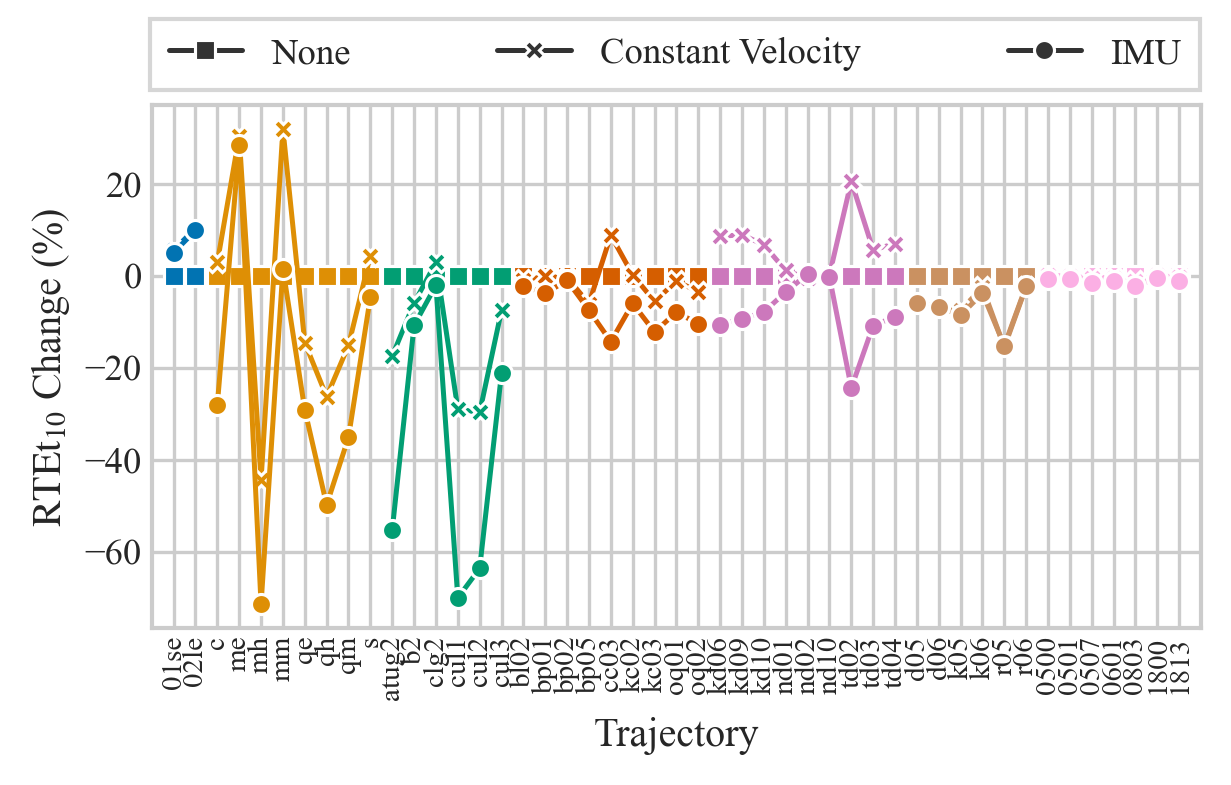 None
Constant Velocity
IMU
RTEt10 Change (%)
20
0
−20
−40
−60
01se
02le
c
me
mh
mm
qe
qh
qm
s
atug2
b2
clg2
cul1
cul2
cul3
bl02
bp01
bp02
bp05
cc03
kc02
kc03
oq01
oq02
kd06
kd09
kd10
nd01
nd02
nd10
td02
td03
td04
d05
d06
k05
k06
r05
r06
0500
0501
0507
0601
0803
1800
1813
Trajectory